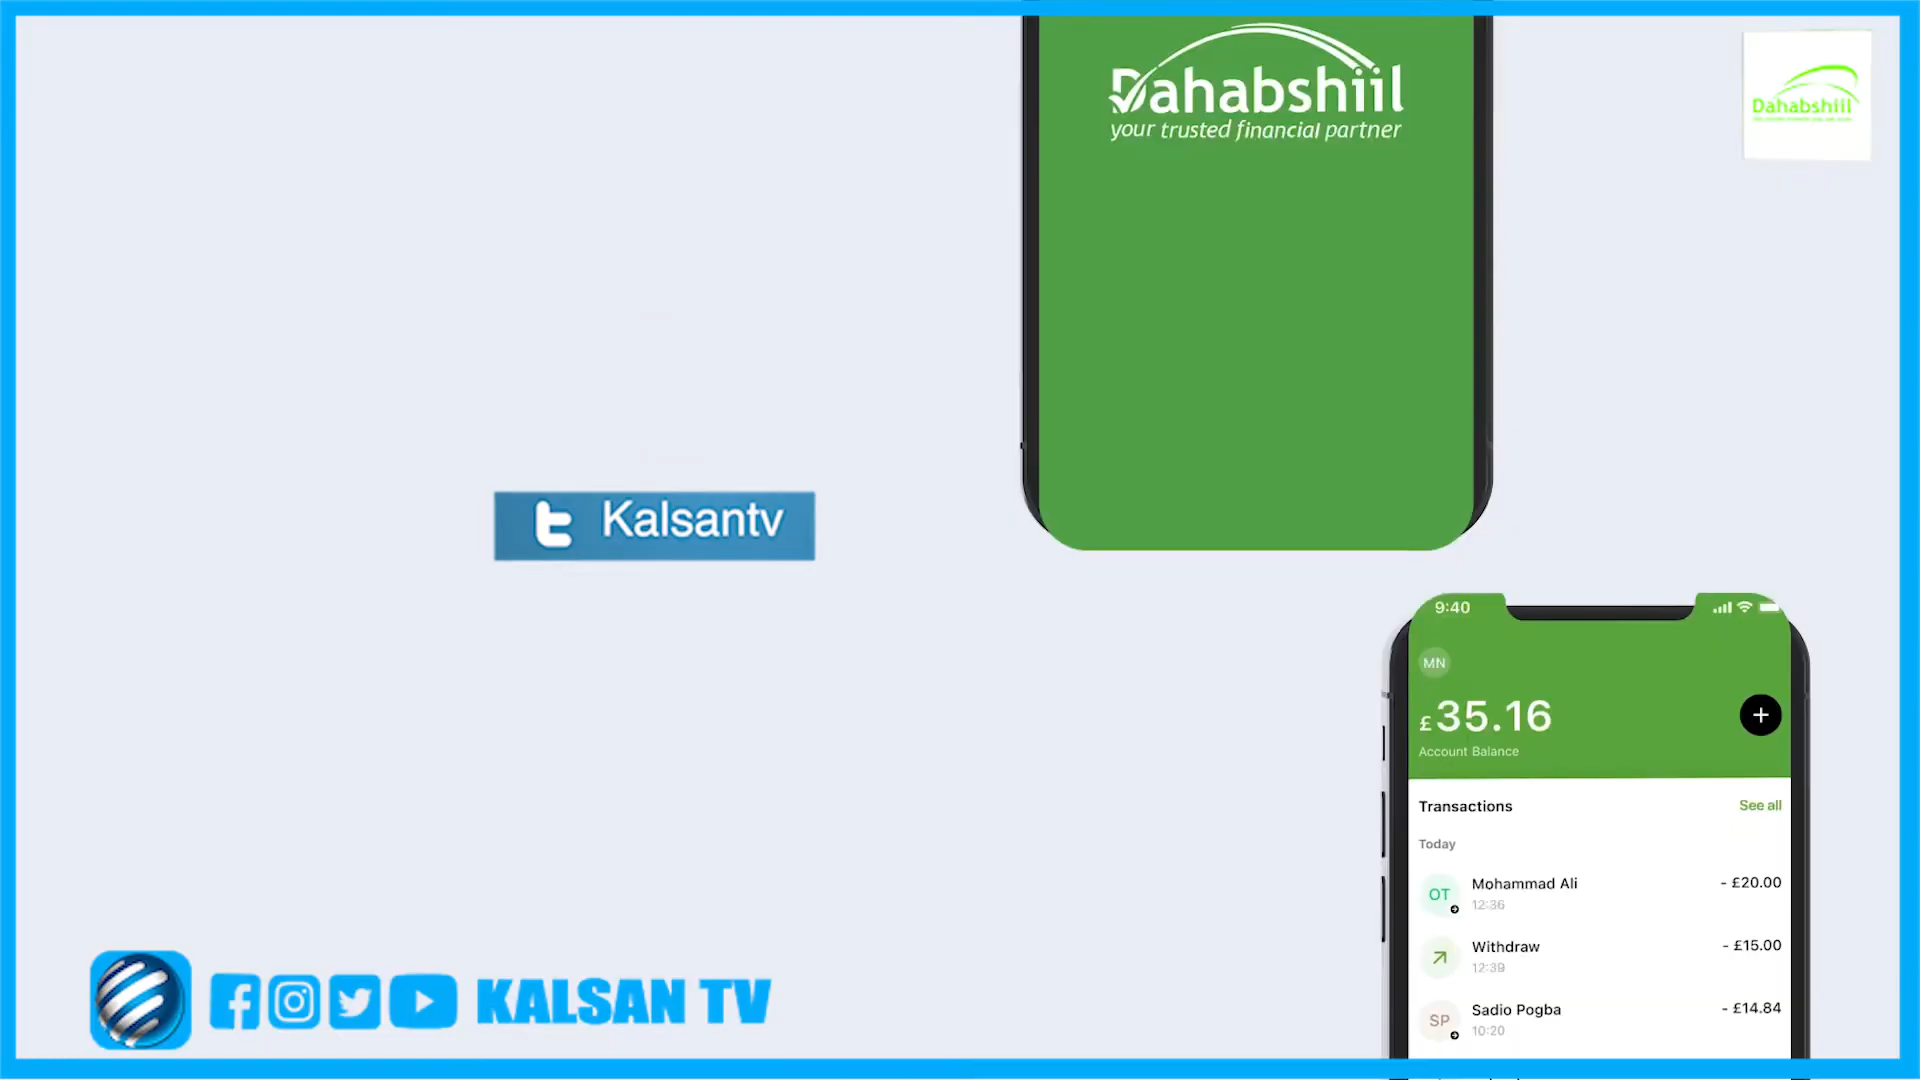 Dahabshiil
your trusted financial partner
Dahabshiil
Kalsantv
9:40
MN
£35.16
Account Balance
Transactions
See all
Today
OT
Mohammad Ali
- £20.00
12:36
Withdraw
- £15.00
12:39
SP
Sadio Pogba
- £14.84
10:20
KALSAN TV